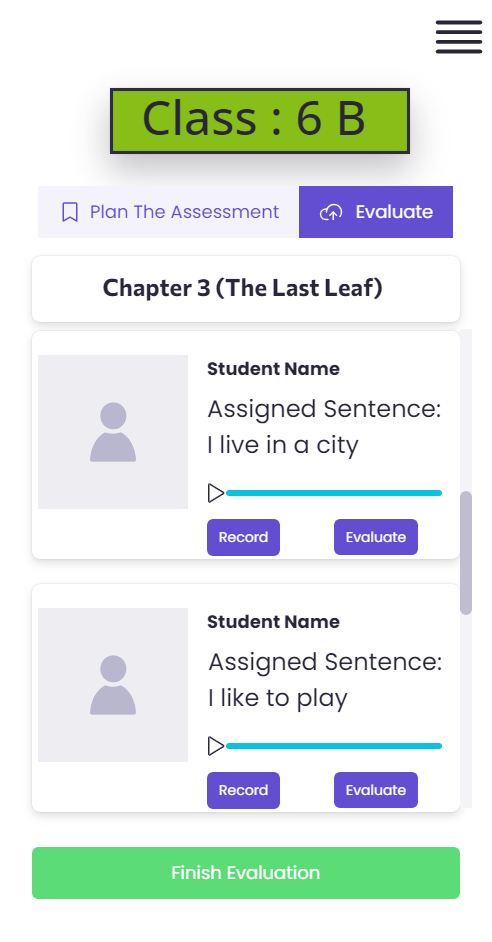 Class : 6 B
Plan The Assessment
Evaluate
Chapter 3 (The Last Leaf)
Student Name
Assigned Sentence:
I live in a city
Record
Evaluate
Student Name
Assigned Sentence:
I like to play
Record
Evaluate
Finish Evaluation